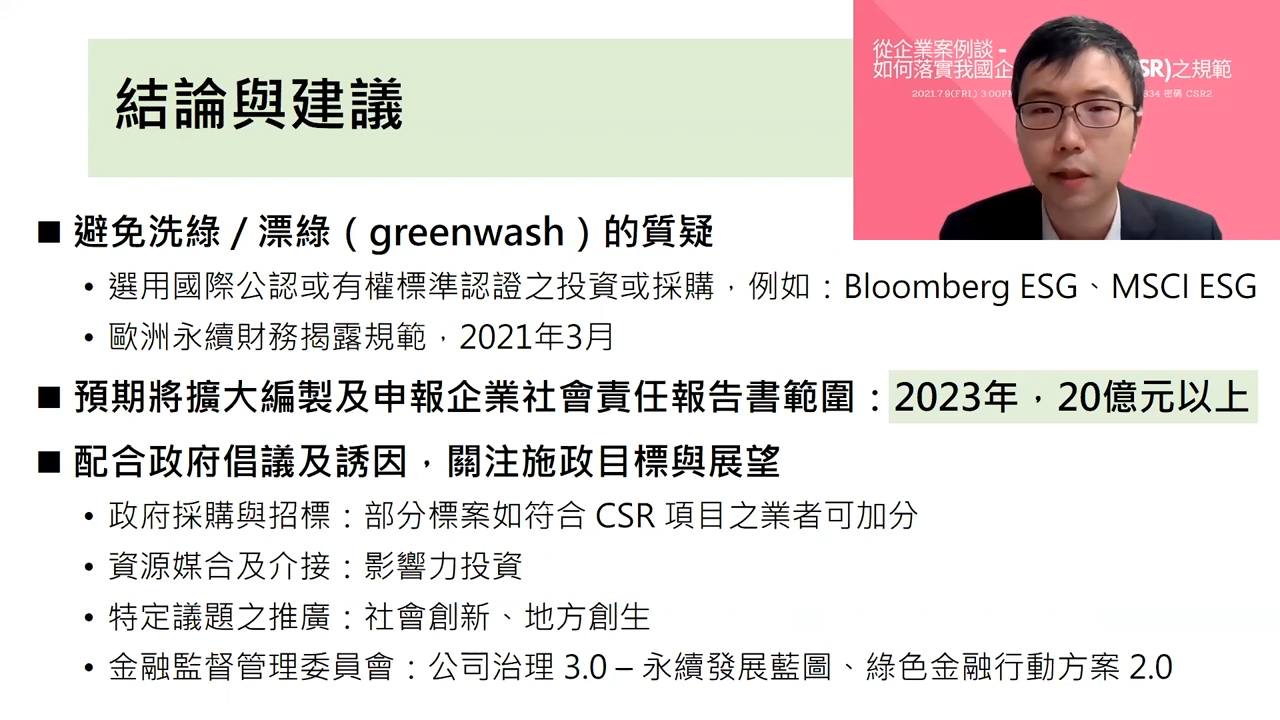 結論與建議
從企業案例談 -
如何落實我國企 SR)之規範
2021.7.9(FRI.) 3:00PM 634 密碼 CSR2
■ 避免洗綠 / 漂綠（greenwash）的質疑
• 選用國際公認或有權標準認證之投資或採購，例如：Bloomberg ESG、MSCI ESG
• 歐洲永續財務揭露規範，2021年3月
■ 預期將擴大編製及申報企業社會責任報告書範圍：2023年，20億元以上
■ 配合政府倡議及誘因，關注施政目標與展望
• 政府採購與招標：部分標案如符合 CSR 項目之業者可加分
• 資源媒合及介接：影響力投資
• 特定議題之推廣：社會創新、地方創生
• 金融監督管理委員會：公司治理 3.0 – 永續發展藍圖、綠色金融行動方案 2.0